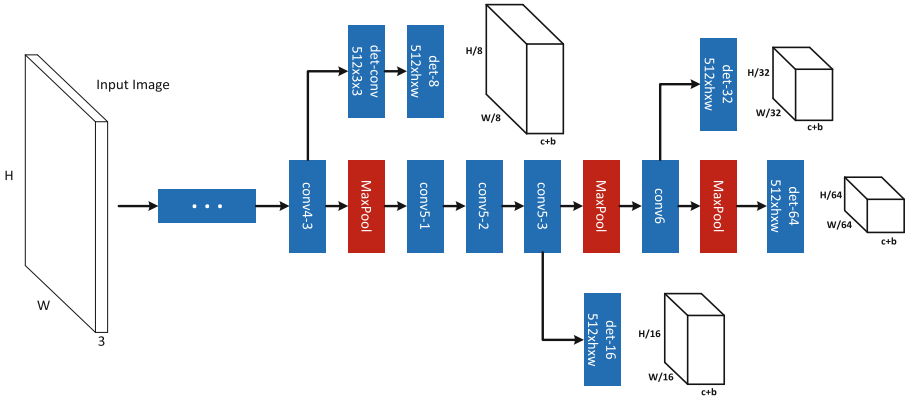 Input Image
H
W
3
• • •
conv4-3
det-conv
512x3x3
det-8
512xhxw
H/8
W/8
c+b
MaxPool
conv5-1
conv5-2
conv5-3
det-16
512xhxw
H/16
W/16
c+b
MaxPool
conv6
det-32
512xhxw
H/32
W/32
c+b
MaxPool
det-64
512xhxw
H/64
W/64
c+b